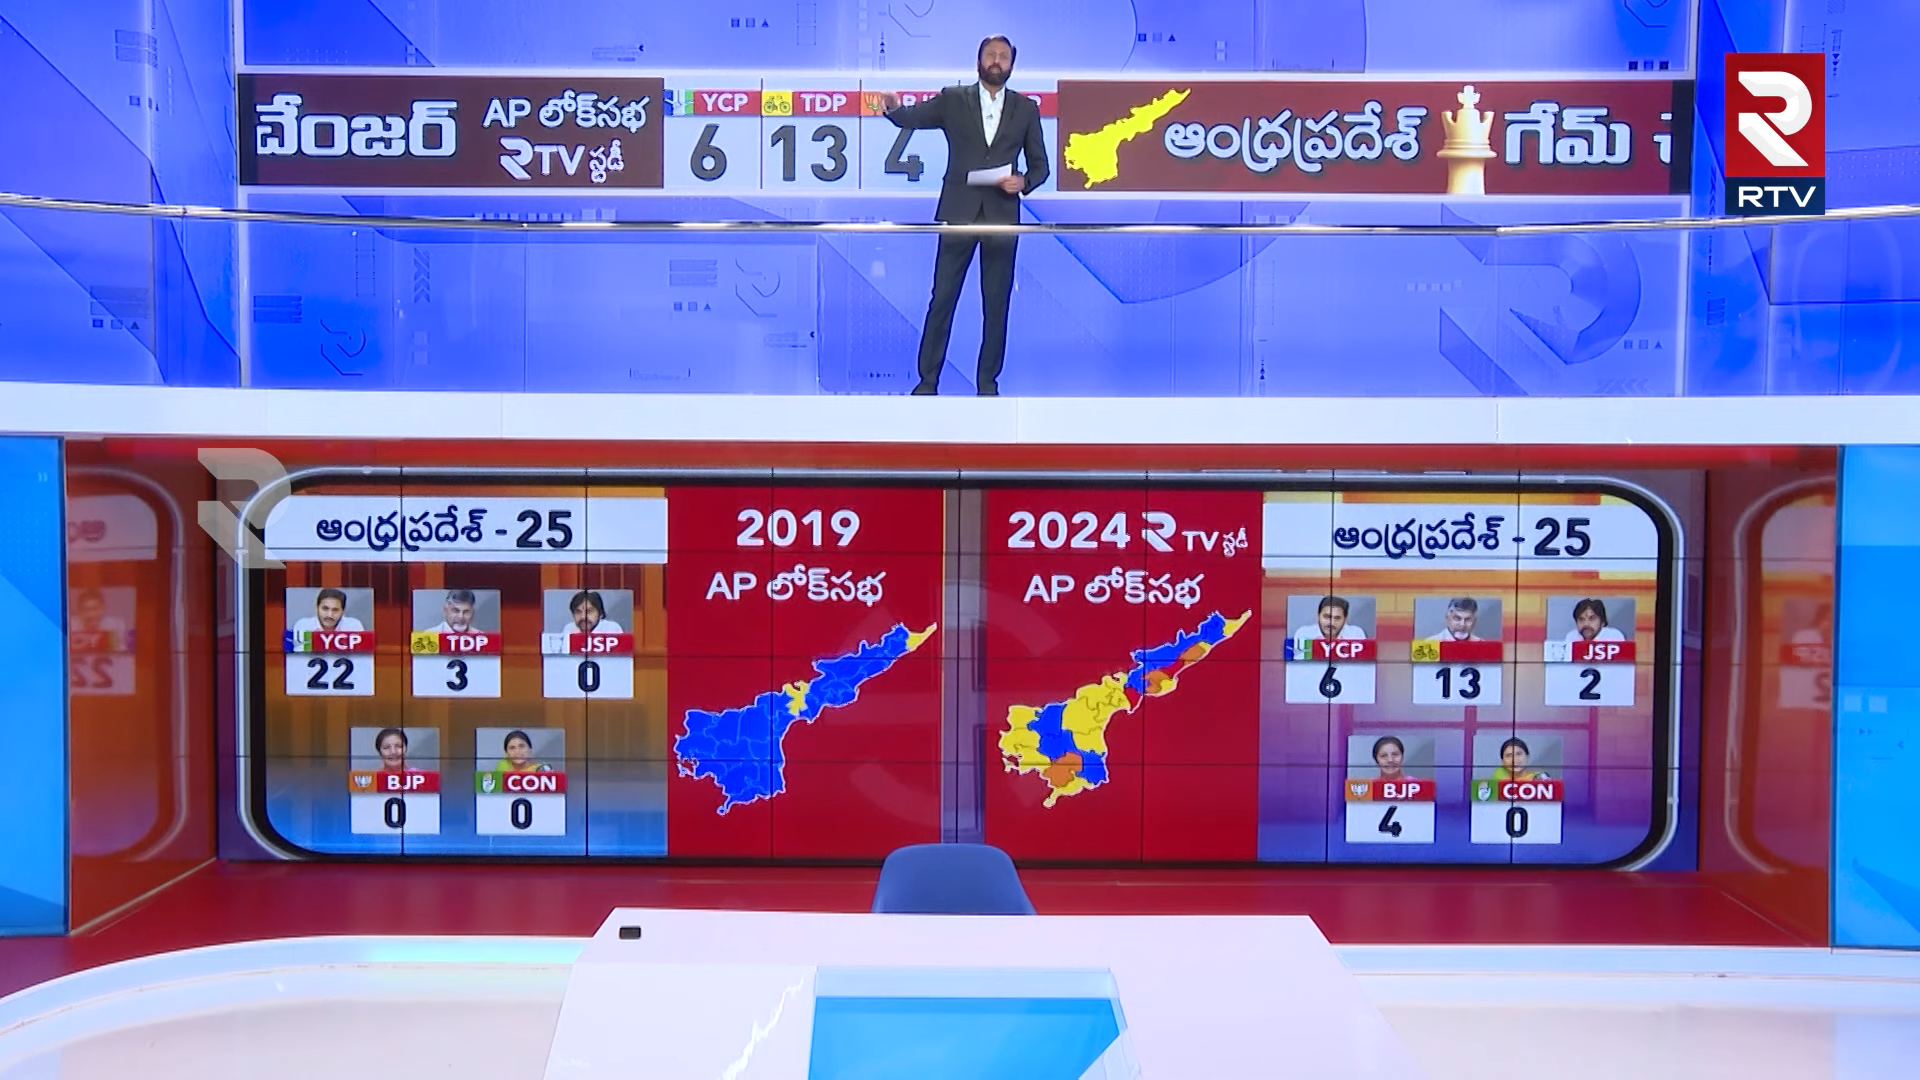 వేంజర్
AP లోక్‌సభ
RTV స్టడీ
YCP
6
TDP
13
4
ఆంధ్రప్రదేశ్
గేమ్
RTV
ఆంధ్రప్రదేశ్ - 25
YCP
22
TDP
3
JSP
0
BJP
0
CON
0
2019
AP లోక్‌సభ
2024 RTV స్టడీ
AP లోక్‌సభ
ఆంధ్రప్రదేశ్ - 25
YCP
6
13
JSP
2
BJP
4
CON
0